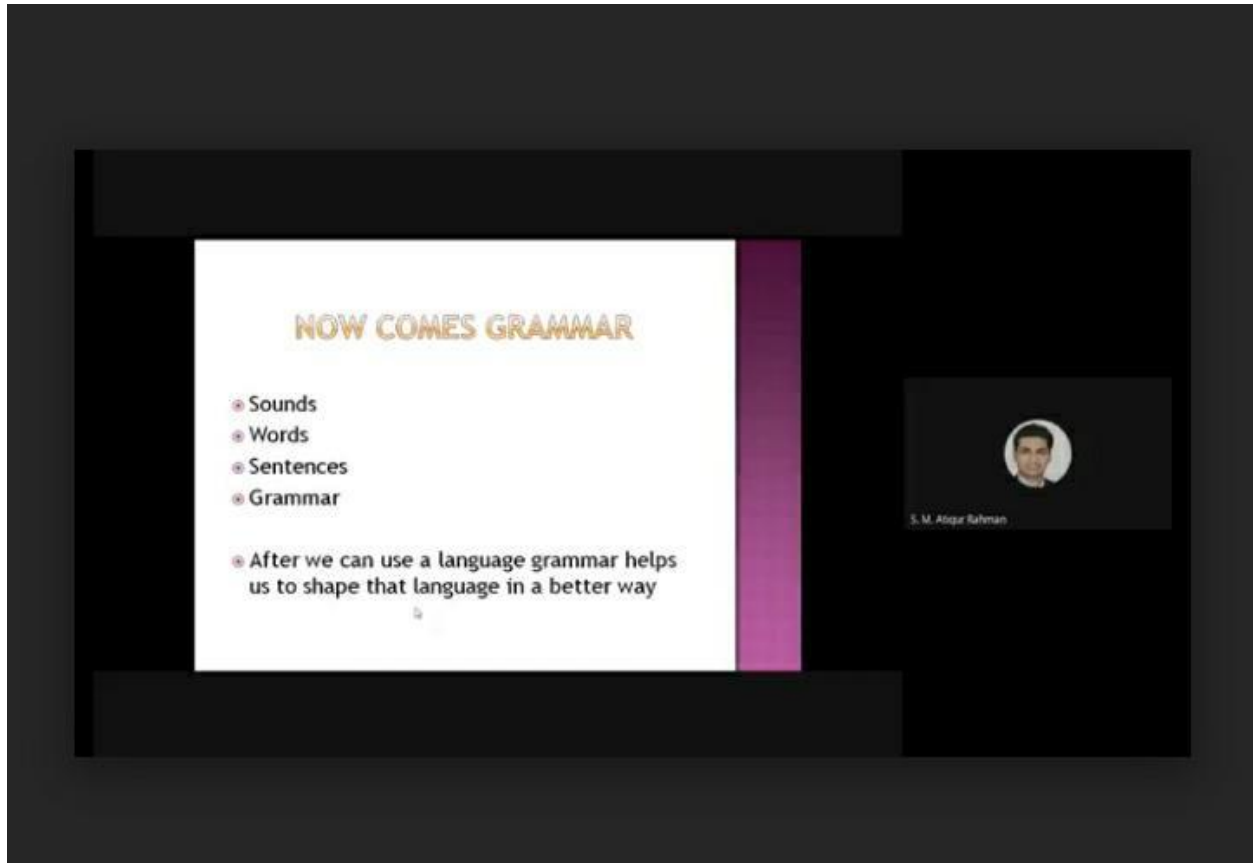 NOW COMES GRAMMAR
Sounds
Words
Sentences
Grammar
After we can use a language grammar helps
us to shape that language in a better way
S. M. Atiqur Rahman